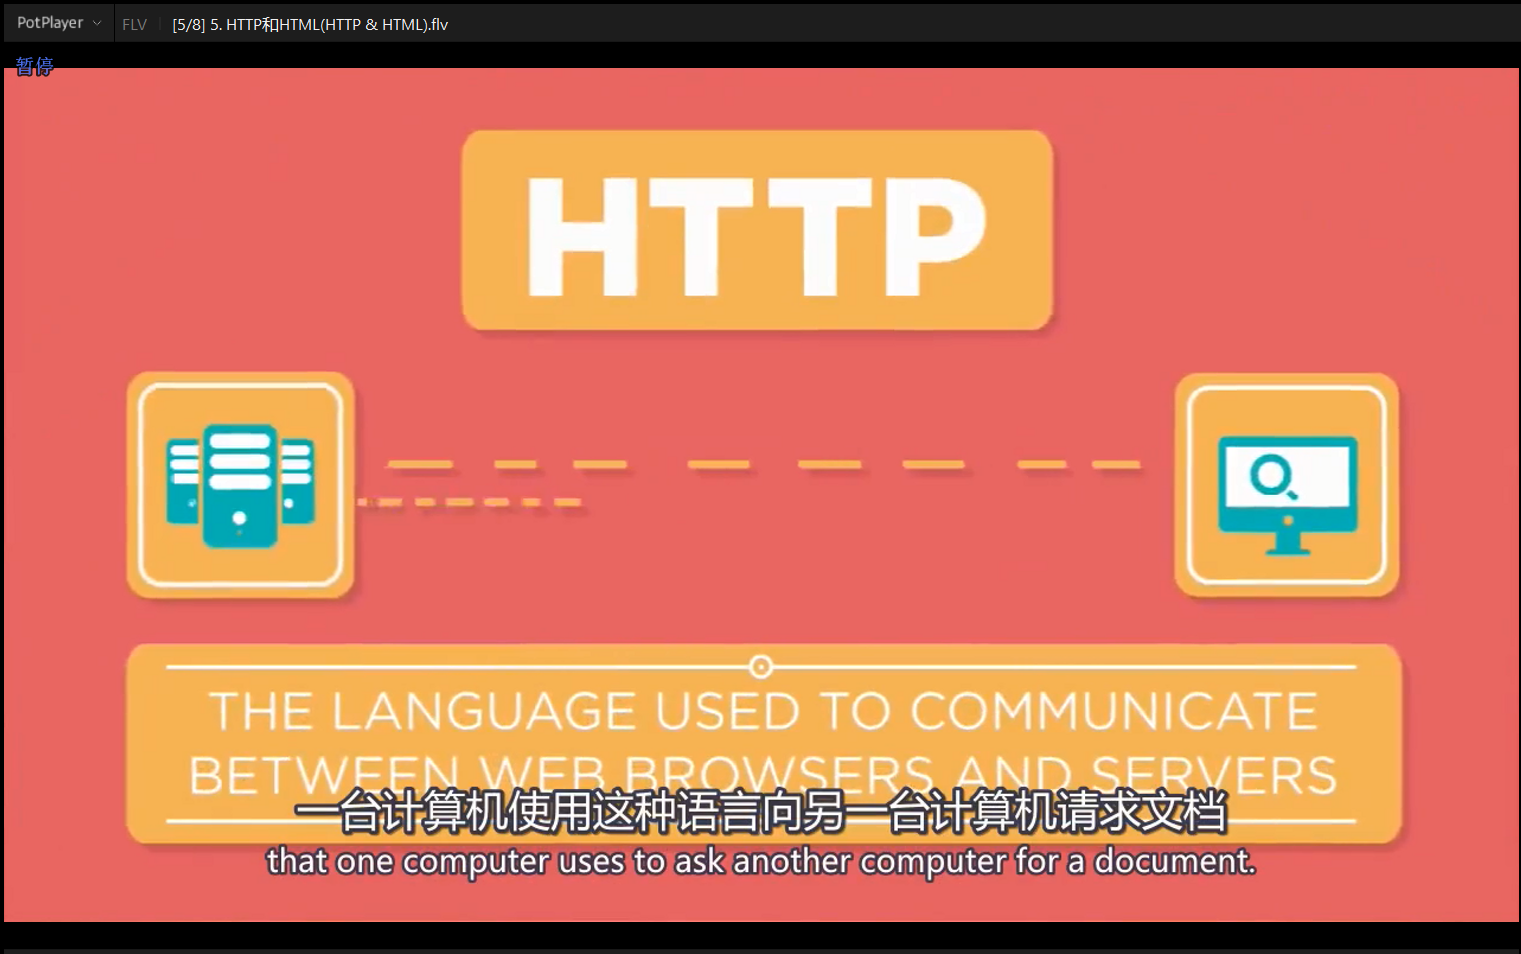 PotPlayer
FLV
[5/8] 5. HTTP和HTML(HTTP & HTML).flv
暂停
HTTP
THE LANGUAGE USED TO COMMUNICATE
BETWEEN WEB BROWSERS AND SERVERS
一台计算机使用这种语言向另一台计算机请求文档
that one computer uses to ask another computer for a document.